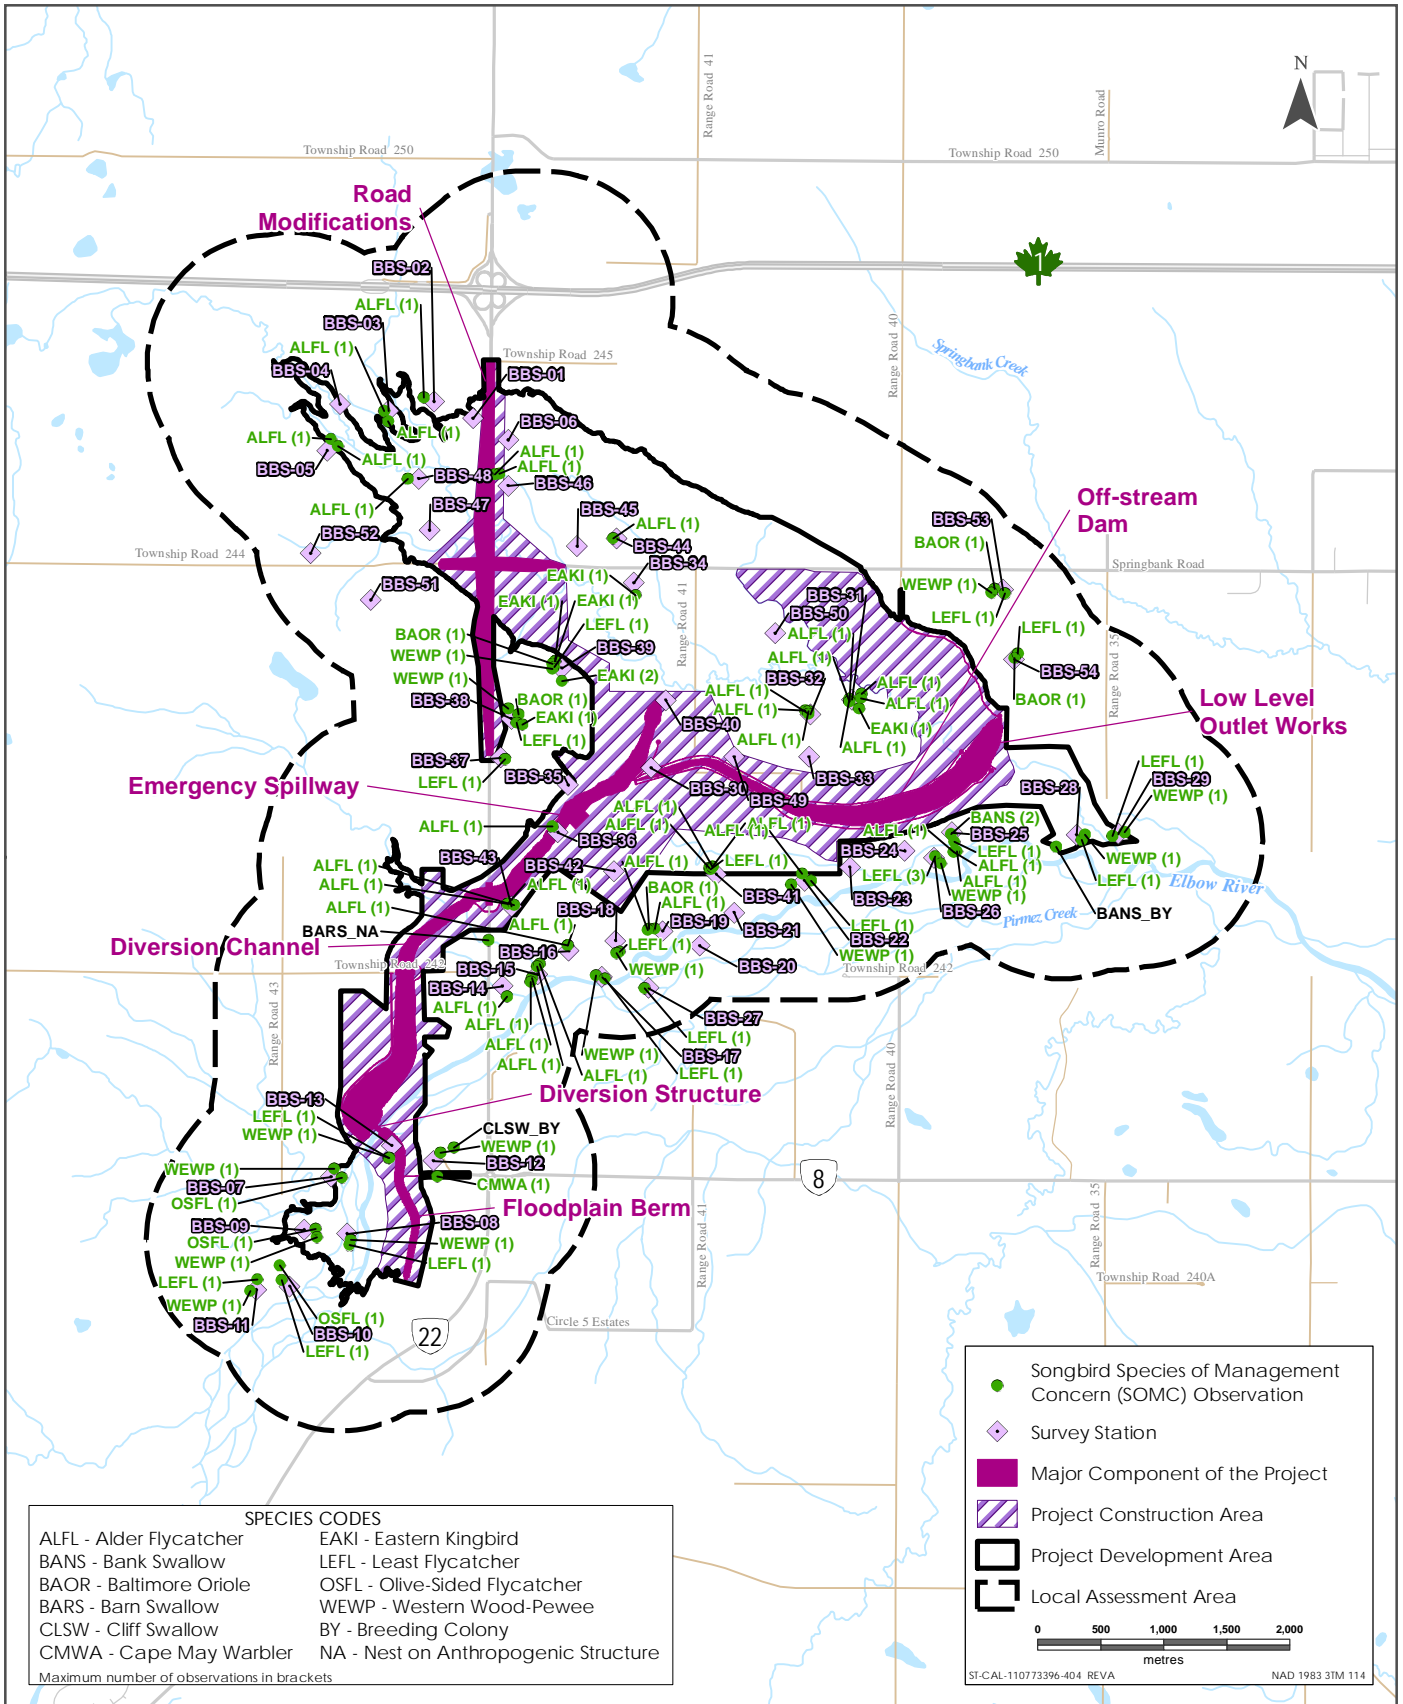 N
Range Road 41
Munro Road
Township Road 250
Township Road 250
Road
Modifications
BBS-02
1
ALFL (1)
BBS-03
Range Road 40
Springbank Creek
ALFL (1)
Township Road 245
BBS-04
BBS-01
BBS-06
ALFL (1)
ALFL (1)
ALFL (1)
BBS-05
ALFL (1)
ALFL (1)
BBS-48
BBS-46
Off-stream
Dam
ALFL (1)
BBS-47
BBS-45
ALFL (1)
BBS-53
BBS-52
BAOR (1)
BBS-44
Township Road 244
Springbank Road
BBS-34
EAKI (1)
WEWP (1)
BBS-51
Range Road 41
BBS-31
EAKI (1)
EAKI (1)
BBS-50
LEFL (1)
LEFL (1)
ALFL (1)
LEFL (1)
BAOR (1)
BBS-39
Range Road 35
WEWP (1)
ALFL (1)
BBS-54
WEWP (1)
EAKI (2)
BBS-32
ALFL (1)
ALFL (1)
BBS-38
BAOR (1)
ALFL (1)
ALFL (1)
BAOR (1)
Low Level
Outlet Works
EAKI (1)
BBS-40
EAKI (1)
LEFL (1)
ALFL (1)
ALFL (1)
BBS-37
BBS-33
LEFL (1)
LEFL (1)
BBS-35
BBS-29
Emergency Spillway
BBS-30
BBS-28
WEWP (1)
BBS-49
ALFL (1)
BANS (2)
ALFL (1)
ALFL (1)
ALFL (1)
ALFL (1)
ALFL (1)
BBS-25
BBS-36
BBS-24
LEFL (1)
BBS-43
BBS-42
ALFL (1)
LEFL (1)
WEWP (1)
ALFL (1)
ALFL (1)
LEFL (3)
ALFL (1)
LEFL (1)
Elbow River
ALFL (1)
ALFL (1)
BAOR (1)
BBS-41
BBS-23
WEWP (1)
ALFL (1)
ALFL (1)
BBS-26
BANS_BY
BBS-18
Pirmez Creek
ALFL (1)
BBS-19
LEFL (1)
BARS_NA
BBS-21
BBS-22
Diversion Channel
BBS-16
LEFL (1)
WEWP (1)
BBS-20
Township Road 242
BBS-15
WEWP (1)
Township Road 242
BBS-14
ALFL (1)
BBS-27
Range Road 43
ALFL (1)
LEFL (1)
ALFL (1)
WEWP (1)
BBS-17
ALFL (1)
ALFL (1)
LEFL (1)
Range Road 40
Diversion Structure
BBS-13
LEFL (1)
CLSW_BY
WEWP (1)
WEWP (1)
WEWP (1)
BBS-12
8
BBS-07
CMWA (1)
OSFL (1)
Floodplain Berm
Range Road 41
Range Road 35
BBS-09
BBS-08
OSFL (1)
WEWP (1)
WEWP (1)
LEFL (1)
LEFL (1)
Township Road 240A
WEWP (1)
OSFL (1)
Circle 5 Estates
BBS-11
BBS-10
22
LEFL (1)
Songbird Species of Management
Concern (SOMC) Observation
Survey Station
Major Component of the Project
Project Construction Area
Project Development Area
Local Assessment Area
0 500 1,000 1,500 2,000
metres
ST-CAL-110773396-404 REVA
NAD 1983 3TM 114
SPECIES CODES
ALFL - Alder Flycatcher
BANS - Bank Swallow
BAOR - Baltimore Oriole
BARS - Barn Swallow
CLSW - Cliff Swallow
CMWA - Cape May Warbler
EAKI - Eastern Kingbird
LEFL - Least Flycatcher
OSFL - Olive-Sided Flycatcher
WEWP - Western Wood-Pewee
BY - Breeding Colony
NA - Nest on Anthropogenic Structure
Maximum number of observations in brackets